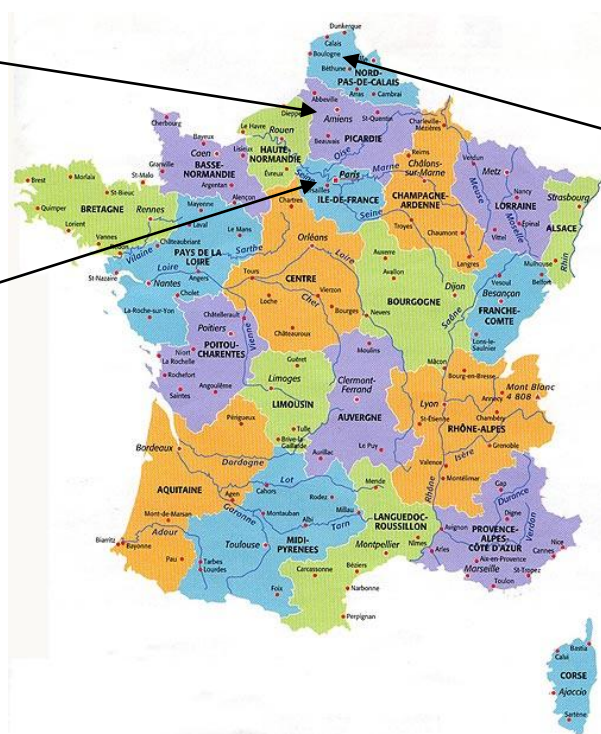 Dunkerque
Calais
Boulogne
Béthune
NORD-
PAS-DE-CALAIS
Arras Cambrai
Abbeville
Dieppe
Amiens
St-Quentin
Charleville-
Mézières
Cherbourg
Le Havre
Rouen
Beauvais
PICARDIE
Oise
Bayeux
Caen
Lisieux
HAUTE
NORMANDIE
Évreux
Reims
Verdun
Metz
Granville
BASSE-
NORMANDIE
Argentan
Alençon
Seine
Paris
Versailles
Marne
Châlons-
sur-Marne
Meuse
Nancy
Strasbourg
Brest
Morlaix
St-Malo
St-Brieuc
ILE-DE-FRANCE
CHAMPAGNE-
ARDENNE
LORRAINE
Moselle
ALSACE
Quimper
BRETAGNE
Rennes
Mayenne
Chartres
Seine
Troyes
Chaumont
Épinal
Vittel
Lorient
Laval
Vannes
Le Mans
Orléans
Auxerre
Langres
Mulhouse
Rhin
Vilaine
Châteaubriant
Sarthe
Loire
Avallon
Vesoul
Belfort
PAYS DE LA
LOIRE
Tours
CENTRE
Dijon
Besançon
St-Nazaire
Loire
Angers
Nantes
Cholet
Loche
Cher
Vierzon
Bourges
Nevers
BOURGOGNE
Saône
FRANCHE-
COMTE
La-Roche-sur-Yon
Châtellerault
Poitiers
Vienne
Châteauroux
Lons-le-
Saulnier
POITOU-
CHARENTES
Niort
La Rochelle
Rochefort
Saintes
Angoulême
Guéret
Moulins
Mâcon
Bourg-en-Bresse
Limoges
LIMOUSIN
Clermont-
Ferrand
AUVERGNE
Lyon
Annecy
Mont Blanc
4 808
Chambéry
St-Étienne
RHÔNE-ALPES
Périgueux
Tulle
Brive-la-
Gaillarde
Aurillac
Le Puy
Isère
Grenoble
Valence
Bordeaux
Dordogne
Lot
Mende
Rhône
Montélimar
Gap
AQUITAINE
Agen
Cahors
Rodez
Durance
Digne
Mont-de-Marsan
Garonne
Montauban
Albi
Millau
Tarn
LANGUEDOC-
ROUSSILLON
Avignon
PROVENCE-
ALPES-
CÔTE D'AZUR
Verdon
Nice
Cannes
Adour
Biarritz
Bayonne
Toulouse
MIDI-
PYRENEES
Montpellier
Nîmes
Arles
Aix-en-Provence
Marseille
St-Tropez
Toulon
Pau
Tarbes
Lourdes
Carcassonne
Béziers
Foix
Narbonne
Perpignan
Bastia
Calvi
CORSE
Ajaccio
Sartène